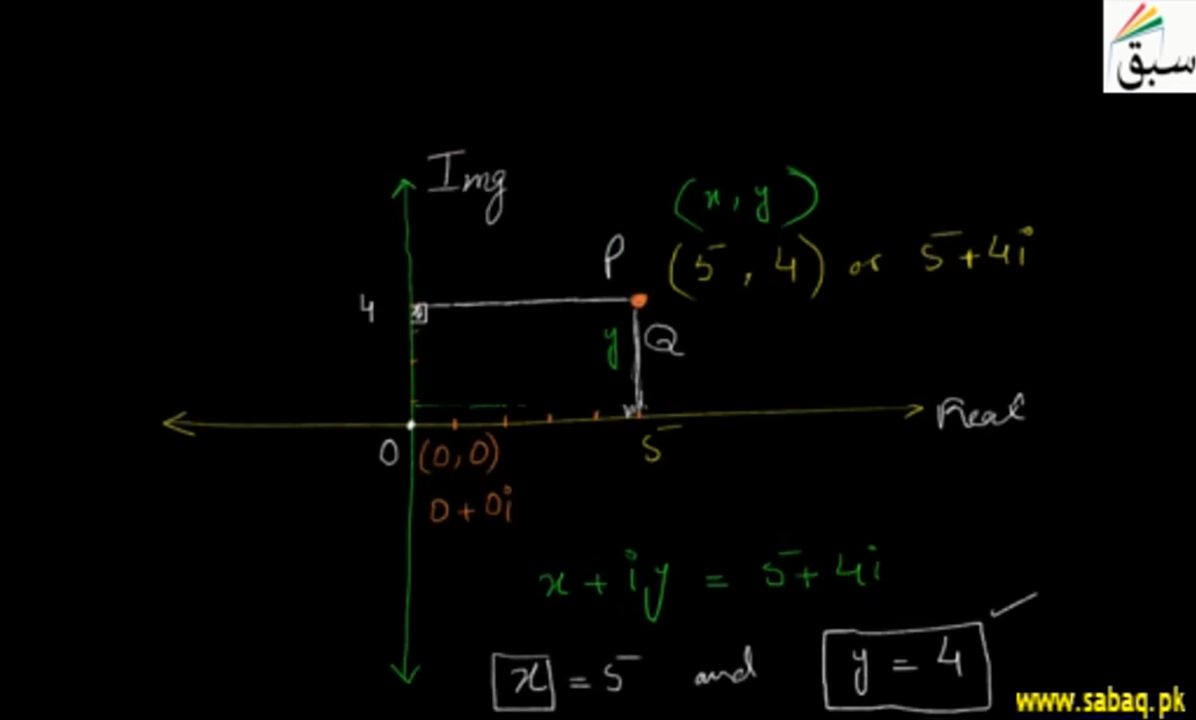 سبق
Img
(x, y)
P (5, 4) or 5+4i
4
y Q
Real
0 (0,0) 5
0+0i
x + iy = 5+4i
x = 5 and y = 4
www.sabaq.pk